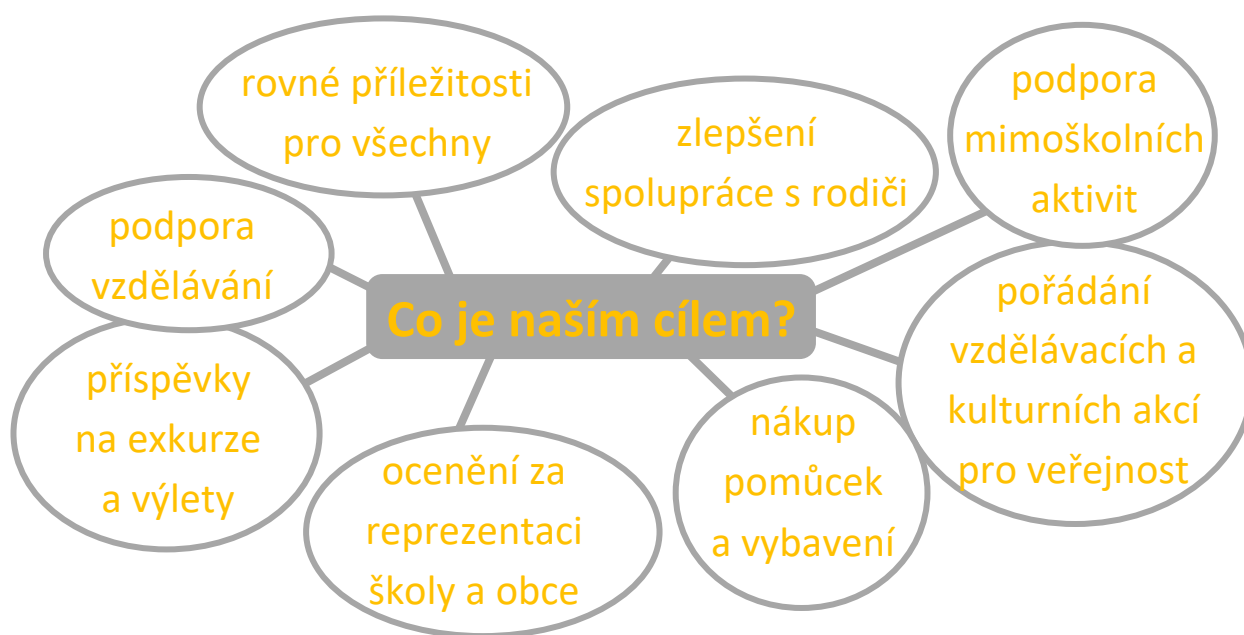 rovné příležitosti
pro všechny
zlepšení
spolupráce s rodiči
podpora
mimoškolních
aktivit
podpora
vzdělávání
Co je naším cílem?
pořádání
vzdělávacích a
kulturních akcí
pro veřejnost
příspěvky
na exkurze
a výlety
ocenění za
reprezentaci
školy a obce
nákup
pomůcek
a vybavení